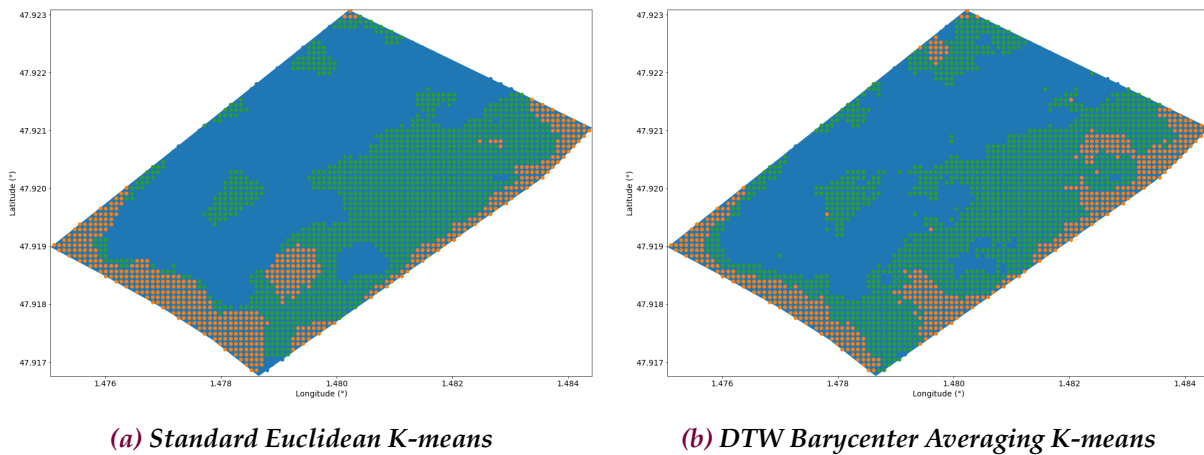 47.923
47.922
47.921
47.920
47.919
47.918
47.917
Latitude (°)
1.476 1.478 1.480 1.482 1.484
Longitude (°)
(a) Standard Euclidean K-means
47.923
47.922
47.921
47.920
47.919
47.918
47.917
Latitude (°)
1.476 1.478 1.480 1.482 1.484
Longitude (°)
(b) DTW Barycenter Averaging K-means